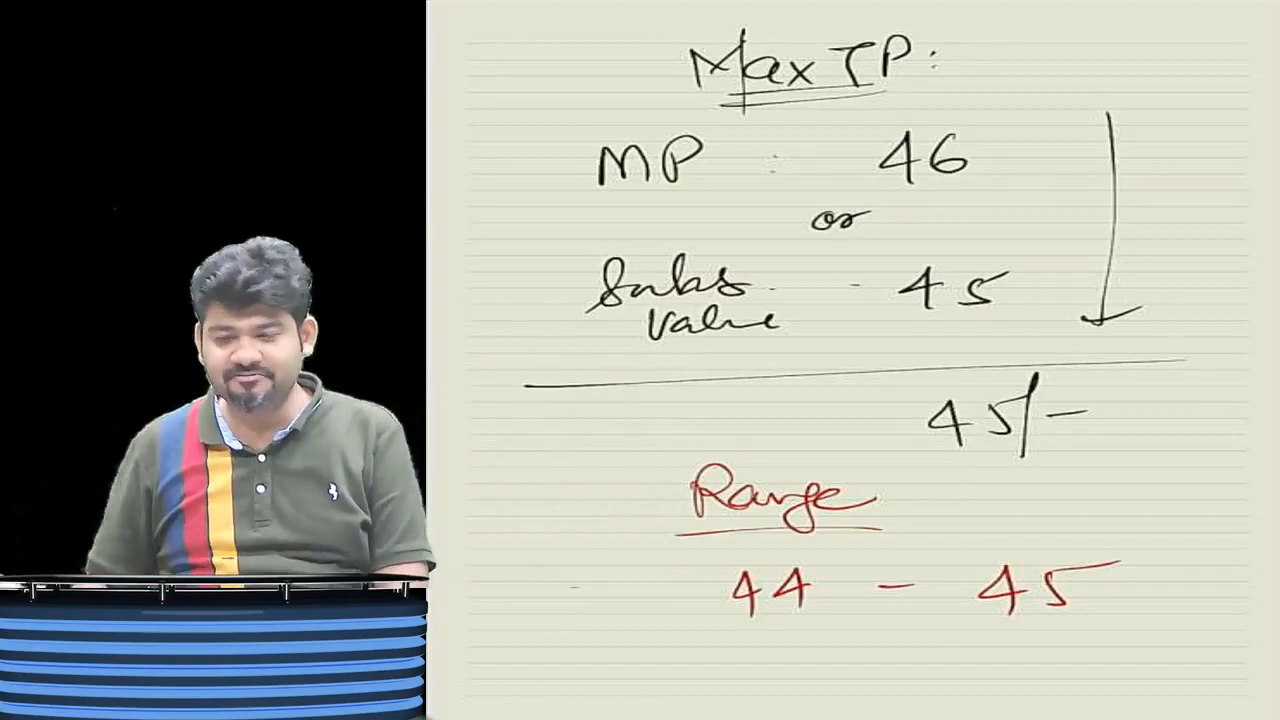 Max TP:
MP : 46
or
Subs. - 45
Value
45/-
Range
44 - 45